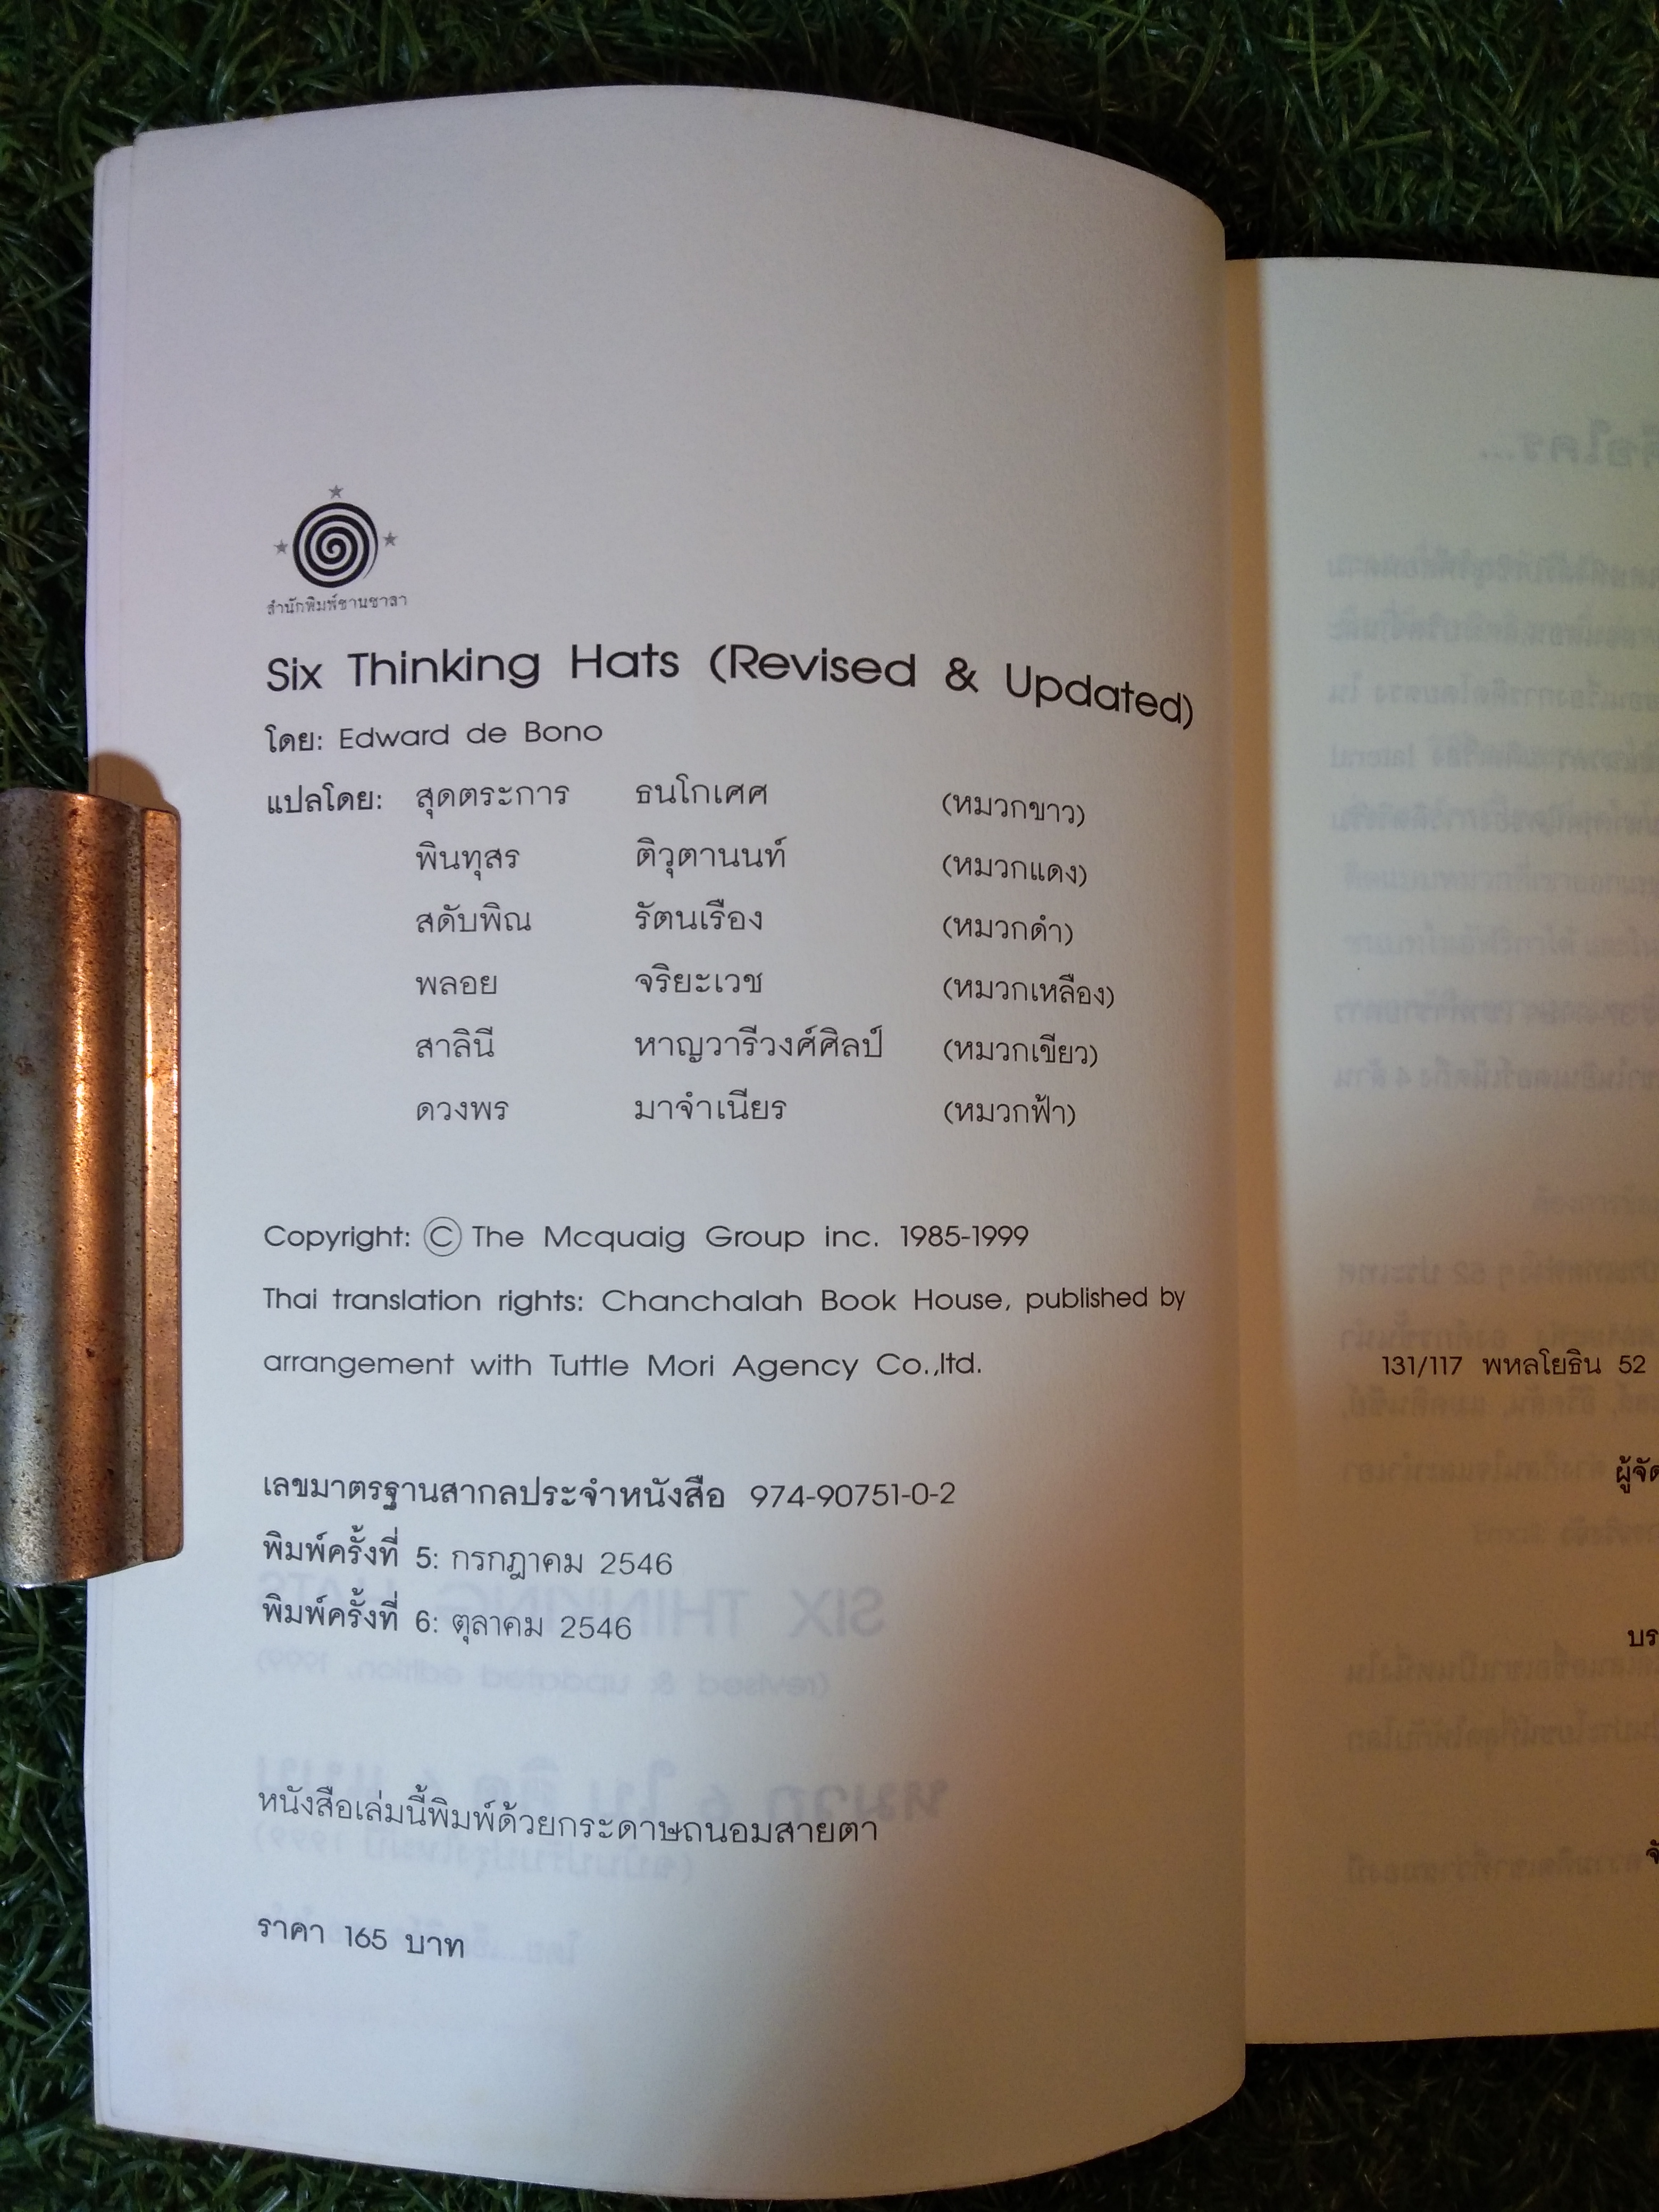 สำนักพิมพ์ชานชาลา
Six Thinking Hats (Revised & Updated)
โดย: Edward de Bono
แปลโดย: สุดตระการ ธนโกเศศ (หมวกขาว)
พินทุสร ติวุตานนท์ (หมวกแดง)
สดับพิณ รัตนเรือง (หมวกดำ)
พลอย จริยะเวช (หมวกเหลือง)
สาลินี หาญวารีวงศ์ศิลป์ (หมวกเขียว)
ดวงพร มาจำเนียร (หมวกฟ้า)
Copyright: © The Mcquaig Group inc. 1985-1999
Thai translation rights: Chanchalah Book House, published by
arrangement with Tuttle Mori Agency Co.,ltd.
เลขมาตรฐานสากลประจำหนังสือ 974-90751-0-2
พิมพ์ครั้งที่ 5: กรกฎาคม 2546
พิมพ์ครั้งที่ 6: ตุลาคม 2546
หนังสือเล่มนี้พิมพ์ด้วยกระดาษถนอมสายตา
ราคา 165 บาท
131/117 พหลโยธิน 52